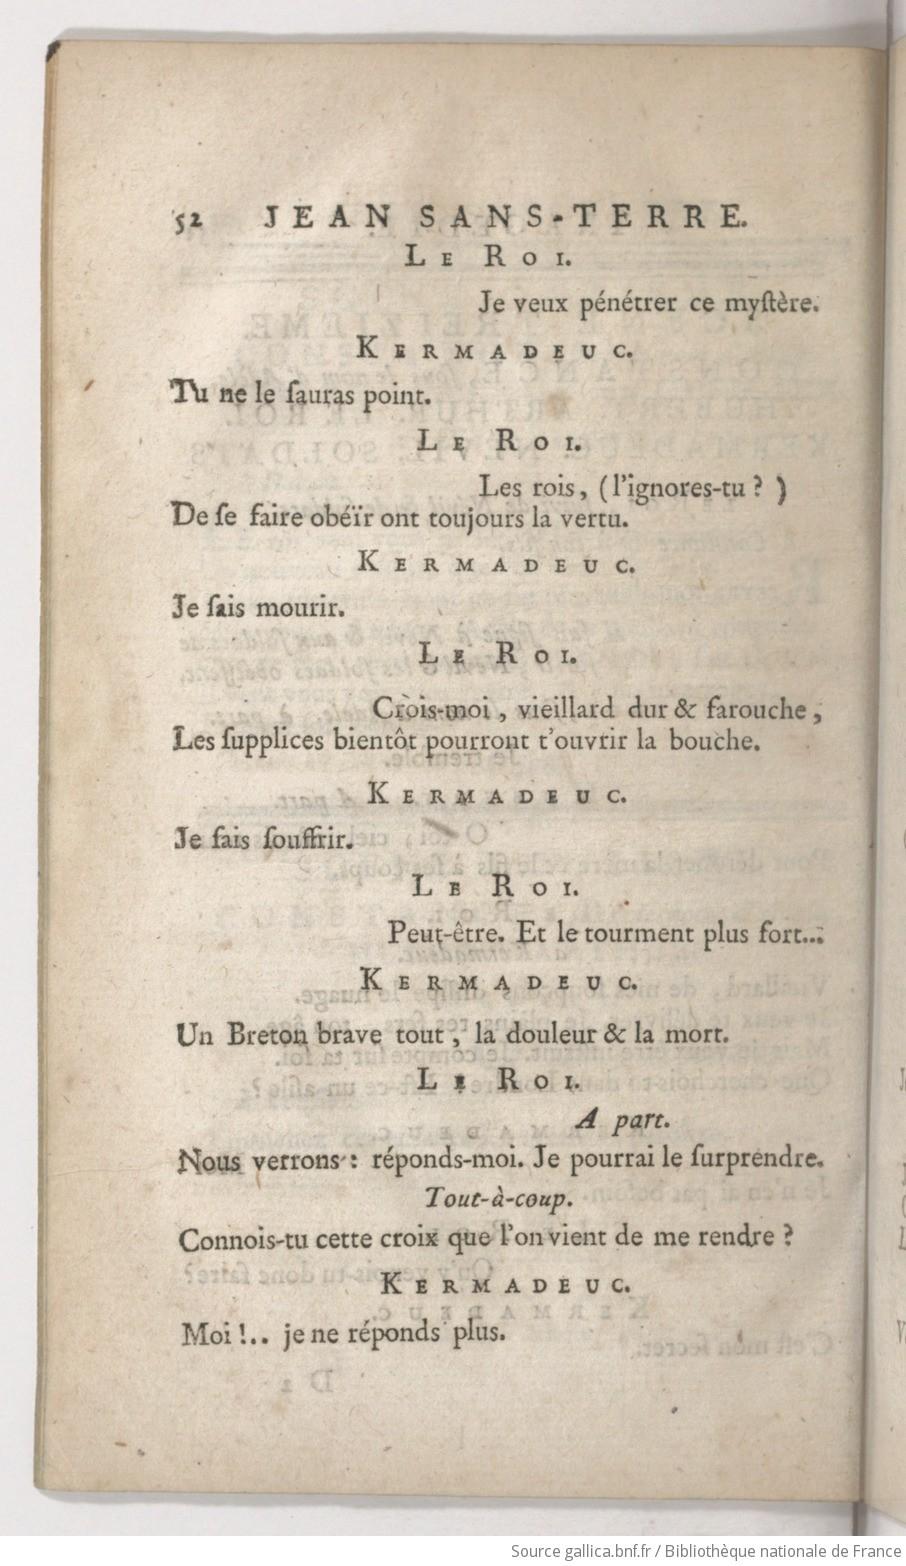 52 JEAN SANS-TERRE.
LE ROI.
Je veux pénétrer ce myſtère.
KERMADEUC.
Tu ne le ſauras point.
LE ROI.
Les rois, (l'ignores-tu ? )
De ſe faire obéïr ont toujours la vertu.
KERMADEUC.
Je ſais mourir.
LE ROI.
Crois-moi, vieillard dur & farouche,
Les ſupplices bientôt pourront t'ouvrir la bouche.
KERMADEUC.
Je ſais ſouffrir.
LE ROI.
Peut-être. Et le tourment plus fort...
KERMADEUC.
Un Breton brave tout, la douleur & la mort.
LE ROI.
A part.
Nous verrons : réponds-moi. Je pourrai le ſurprendre.
Tout-à-coup.
Connois-tu cette croix que l'on vient de me rendre ?
KERMADEUC.
Moi !.. je ne réponds plus.
Source gallica.bnf.fr / Bibliothèque nationale de France